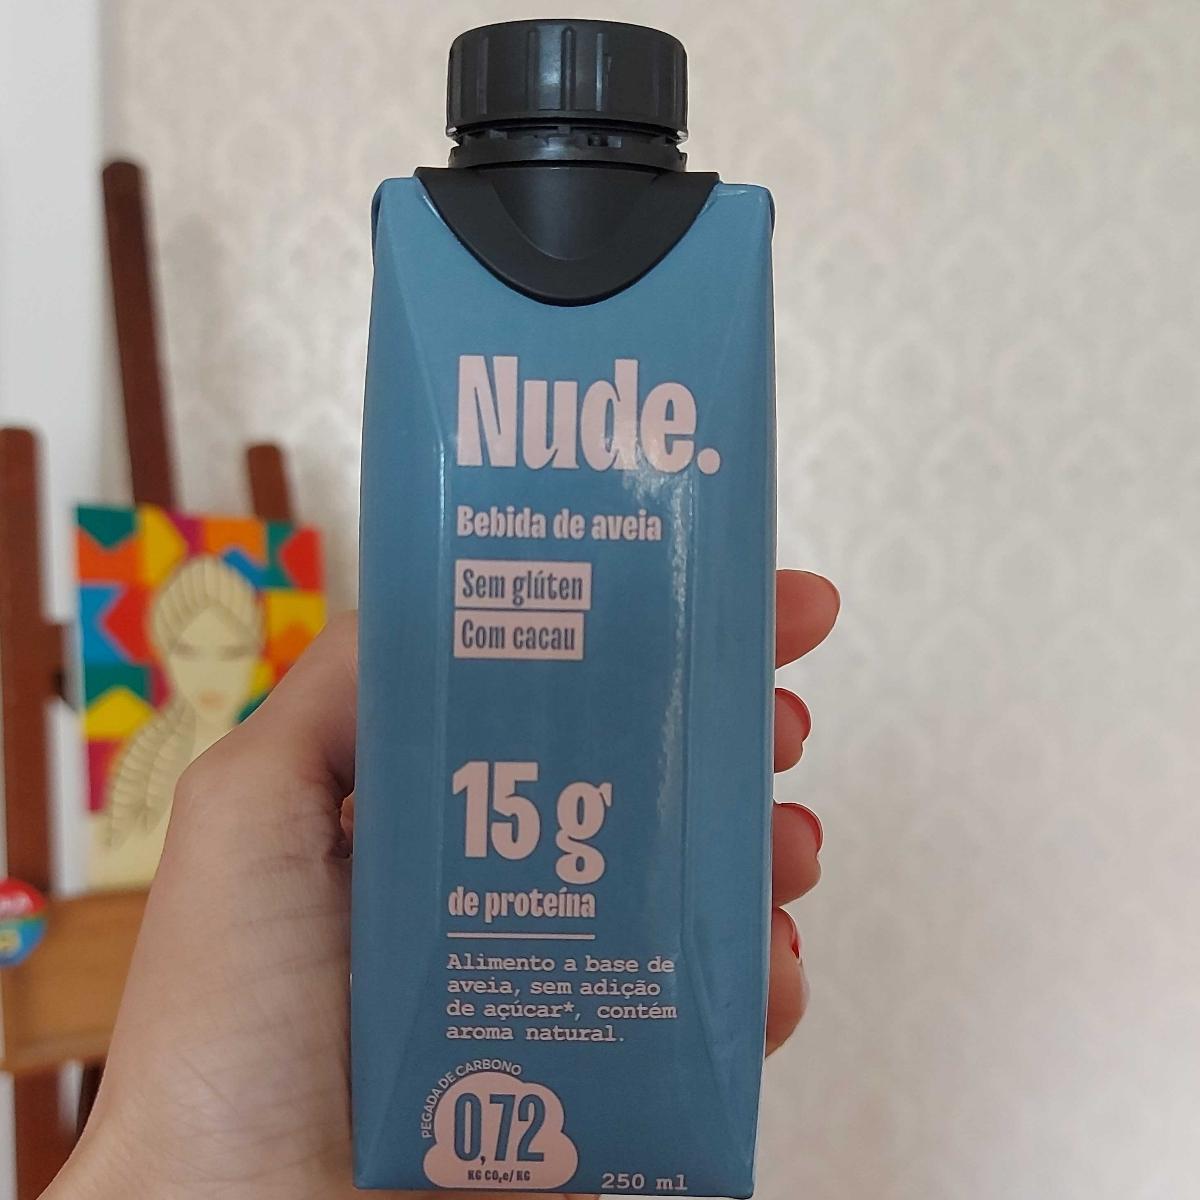 Nude.
Bebida de aveia
Sem glúten
Com cacau
15 g
de proteína
Alimento a base de
aveia, sem adição
de açúcar*, contém
aroma natural.
PEGADA DE CARBONO
0,72
KG CO₂e/KG
250 ml